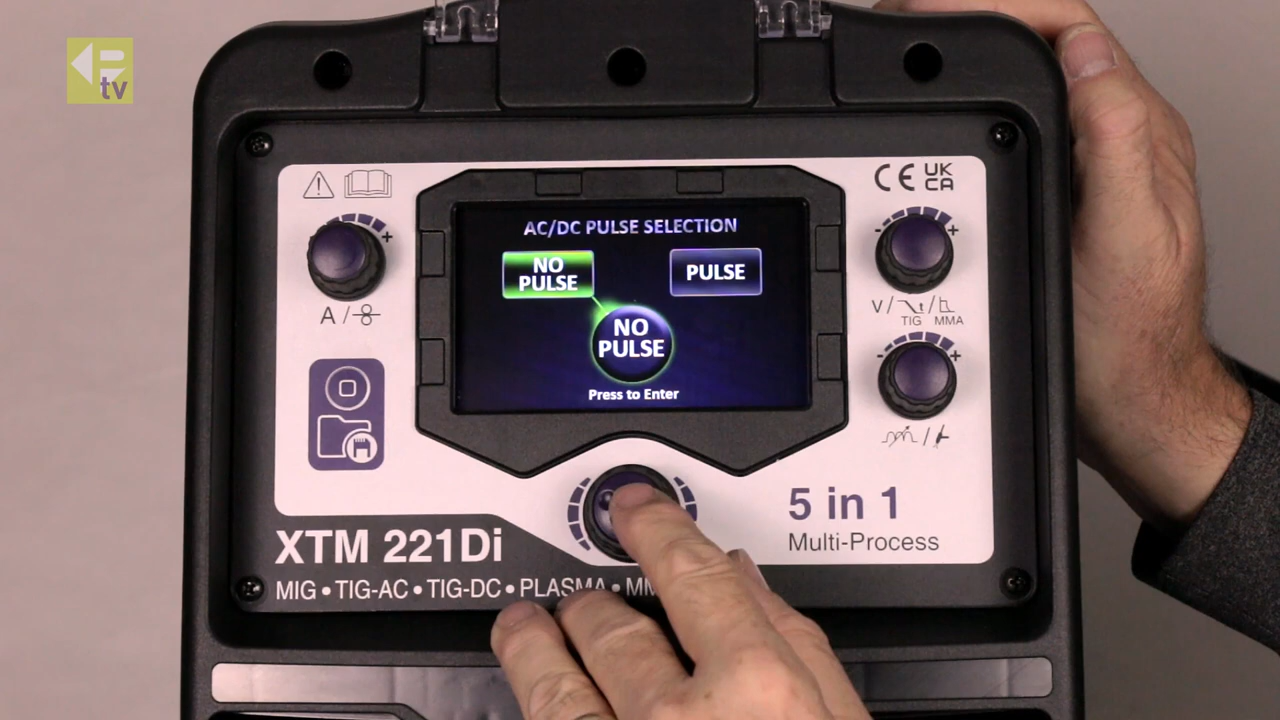 tv
AC/DC PULSE SELECTION
NO
PULSE
PULSE
NO
PULSE
Press to Enter
A /
CE UK
CA
V / t /
TIG MMA
/
5 in 1
Multi-Process
XTM 221Di
MIG • TIG-AC • TIG-DC • PLASMA •